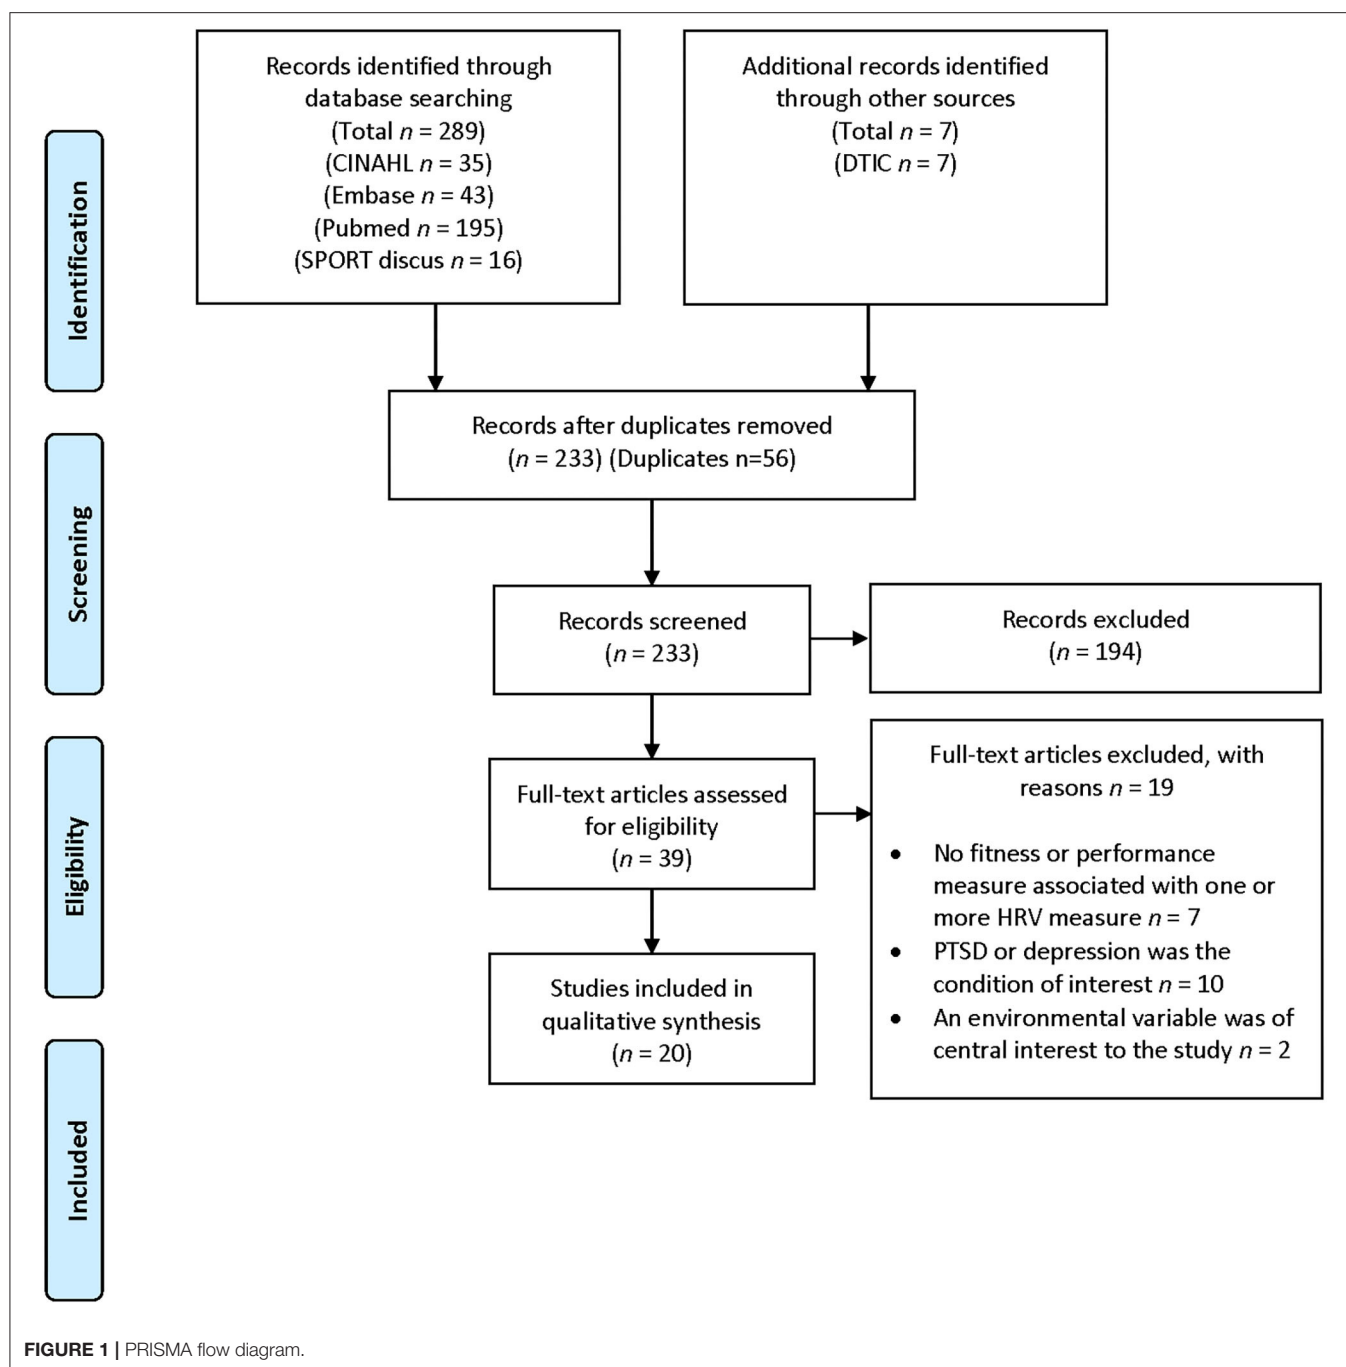 Records identified through
database searching
(Total n = 289)
(CINAHL n = 35)
(Embase n = 43)
(Pubmed n = 195)
(SPORT discus n = 16)
Additional records identified
through other sources
(Total n = 7)
(DTIC n = 7)
Identification
Records after duplicates removed
(n = 233) (Duplicates n=56)
Screening
Records screened
(n = 233)
Records excluded
(n = 194)
Eligibility
Full-text articles assessed
for eligibility
(n = 39)
Full-text articles excluded, with
reasons n = 19
• No fitness or performance
measure associated with one or
more HRV measure n = 7
• PTSD or depression was the
condition of interest n = 10
• An environmental variable was of
central interest to the study n = 2
Studies included in
qualitative synthesis
(n = 20)
Included
FIGURE 1 | PRISMA flow diagram.